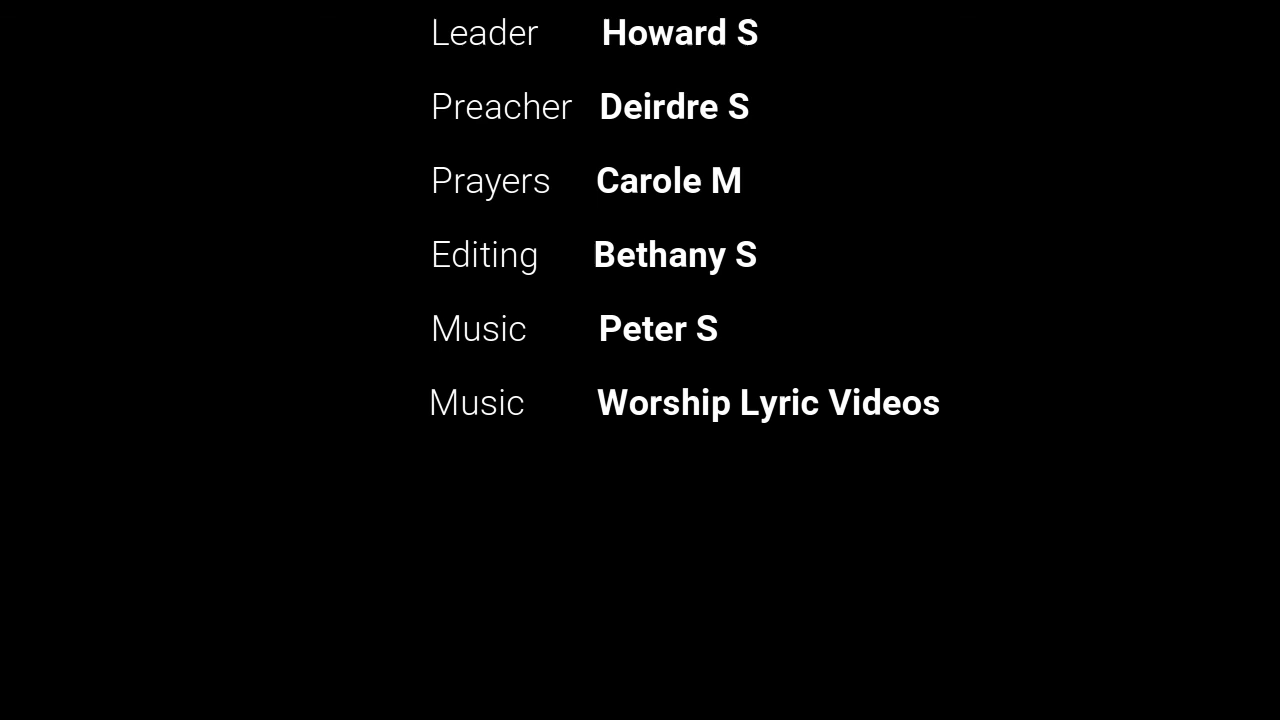 Leader Howard S
Preacher Deirdre S
Prayers Carole M
Editing Bethany S
Music Peter S
Music Worship Lyric Videos